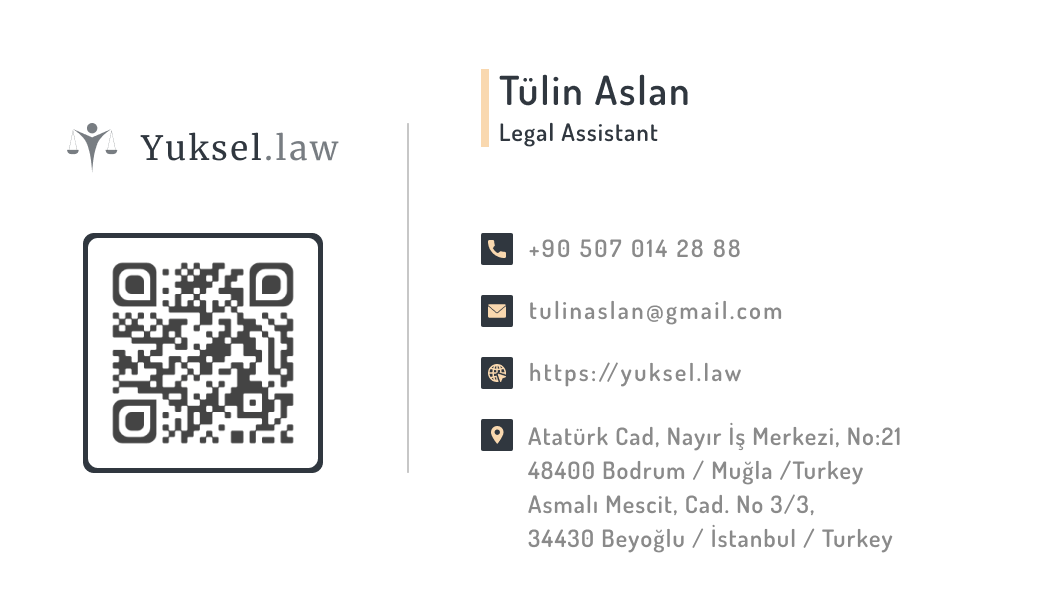 Yuksel.law
Tülin Aslan
Legal Assistant
+90 507 014 28 88
tulinaslan@gmail.com
https://yuksel.law
Atatürk Cad, Nayır İş Merkezi, No:21
48400 Bodrum / Muğla /Turkey
Asmalı Mescit, Cad. No 3/3,
34430 Beyoğlu / İstanbul / Turkey